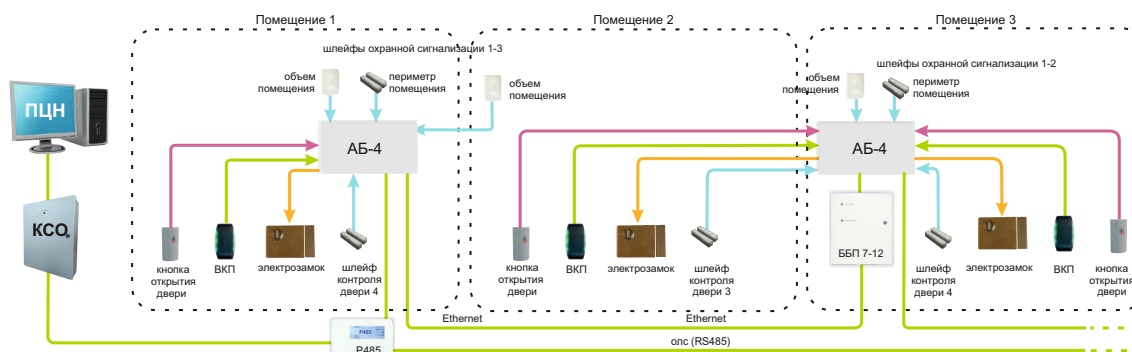 Помещение 1
Помещение 2
Помещение 3
шлейфы охранной сигнализации 1-3
шлейфы охранной сигнализации 1-2
объем
помещения
периметр
помещения
объем
помещения
объем
помещения
периметр
помещения
ПЦН
АБ-4
АБ-4
КСО
ББП 7-12
кнопка
открытия
двери
ВКП
электрозамок
шлейф
контроля
двери 4
кнопка
открытия
двери
ВКП
электрозамок
шлейф
контроля
двери 3
шлейф
контроля
двери 4
электрозамок
ВКП
кнопка
открытия
двери
Ethernet
Ethernet
P485
P485
олс (RS485)